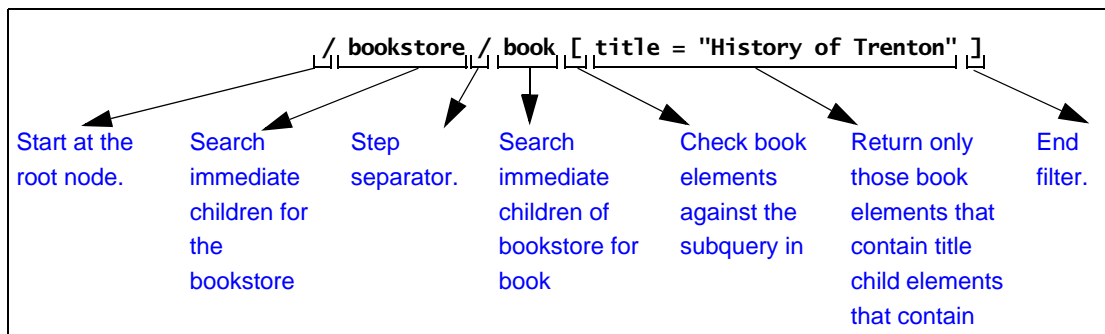 / bookstore / book [ title = "History of Trenton" ]
Start at the
root node.
Search
immediate
children for
the
bookstore
Step
separator.
Search
immediate
children of
bookstore for
book
Check book
elements
against the
subquery in
Return only
those book
elements that
contain title
child elements
that contain
End
filter.